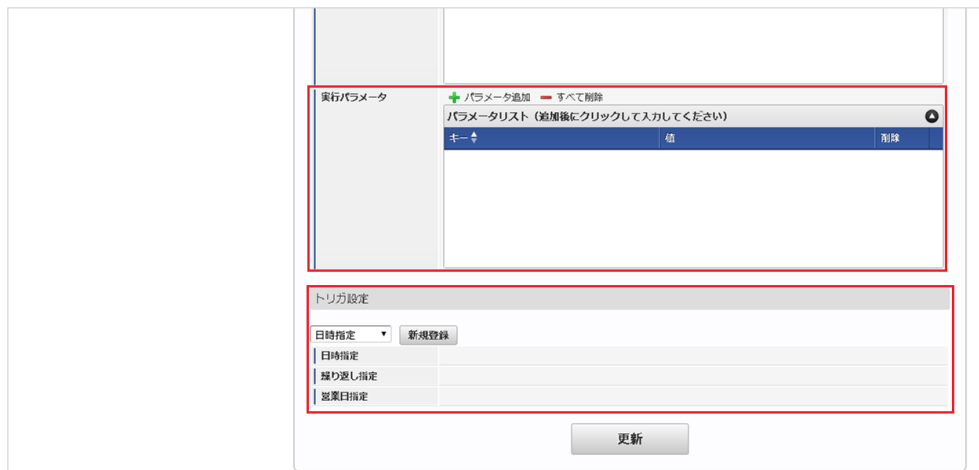 実行パラメータ パラメータ追加 すべて削除
パラメータリスト（追加後にクリックして入力してください）
キー 値 削除
トリガ設定
日時指定 新規登録
日時指定
繰り返し指定
営業日指定
更新